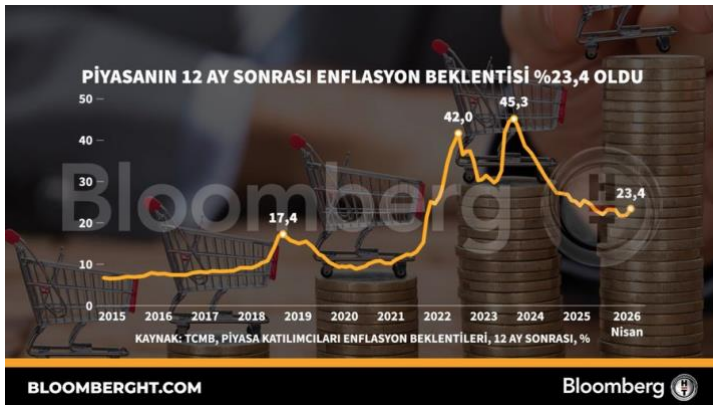 PİYASANIN 12 AY SONRASI ENFLASYON BEKLENTİSİ %23,4 OLDU
50
40
30
20
10
0
17,4
42,0
45,3
23,4
Bloomberg HT
2015 2016 2017 2018 2019 2020 2021 2022 2023 2024 2025 2026
Nisan
KAYNAK: TCMB, PİYASA KATILIMCILARI ENFLASYON BEKLENTİLERİ, 12 AY SONRASI, %
BLOOMBERGHT.COM
Bloomberg HT